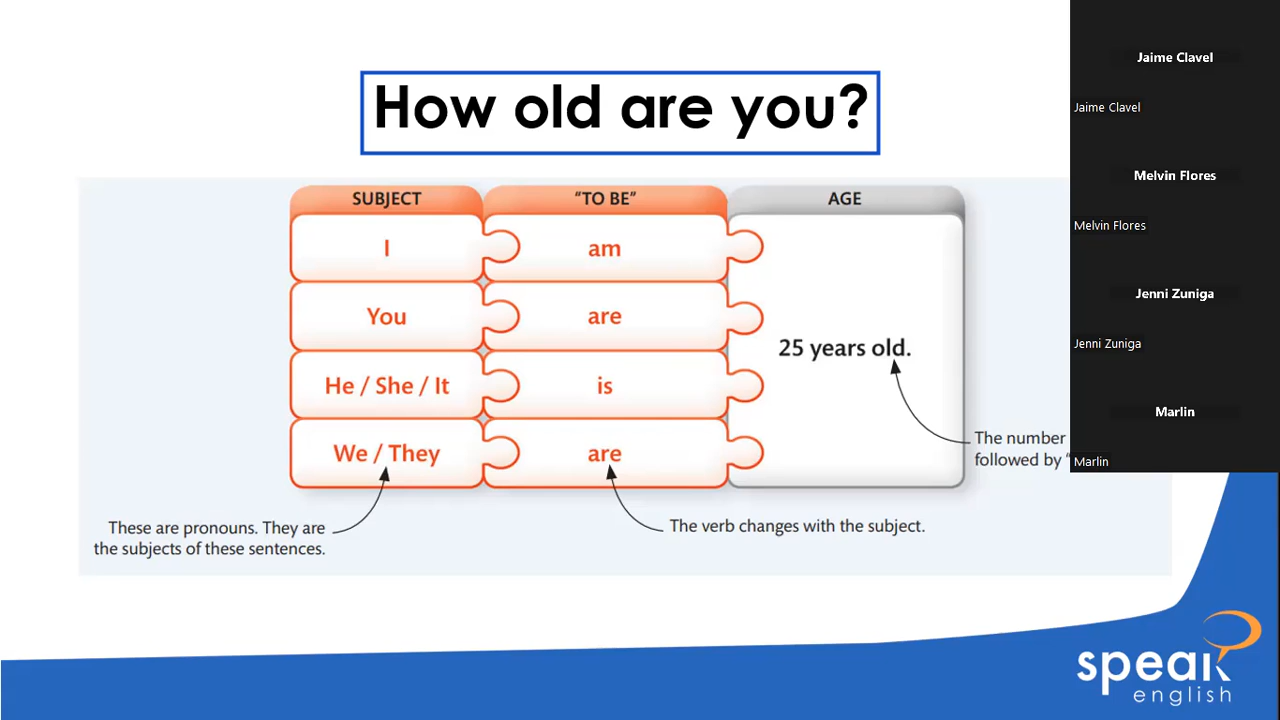 How old are you?
SUBJECT "TO BE" AGE
I am
You are
25 years old.
He / She / It is
We / They are
The number
followed by "
These are pronouns. They are
the subjects of these sentences.
The verb changes with the subject.
Jaime Clavel
Jaime Clavel
Melvin Flores
Melvin Flores
Jenni Zuniga
Jenni Zuniga
Marlin
Marlin
speak
english